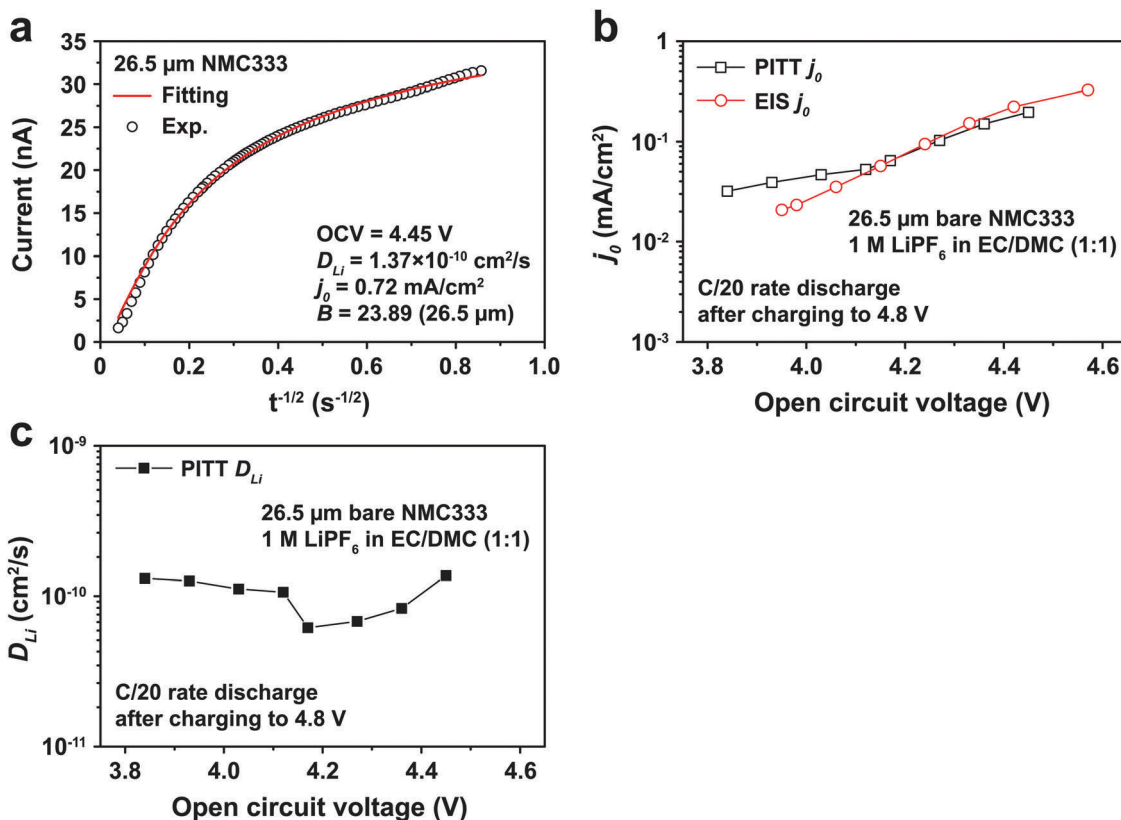 a
26.5 µm NMC333
Fitting
Exp.
OCV = 4.45 V
D_Li = 1.37×10⁻¹⁰ cm²/s
j₀ = 0.72 mA/cm²
B = 23.89 (26.5 µm)
35
30
25
20
15
10
5
0
Current (nA)
0 0.2 0.4 0.6 0.8 1.0
t⁻¹/² (s⁻¹/²)
b
PITT j₀
EIS j₀
26.5 µm bare NMC333
1 M LiPF₆ in EC/DMC (1:1)
C/20 rate discharge
after charging to 4.8 V
1
10⁻¹
10⁻²
10⁻³
j₀ (mA/cm²)
3.8 4.0 4.2 4.4 4.6
Open circuit voltage (V)
c
PITT D_Li
26.5 µm bare NMC333
1 M LiPF₆ in EC/DMC (1:1)
C/20 rate discharge
after charging to 4.8 V
10⁻⁹
10⁻¹⁰
10⁻¹¹
D_Li (cm²/s)
3.8 4.0 4.2 4.4 4.6
Open circuit voltage (V)